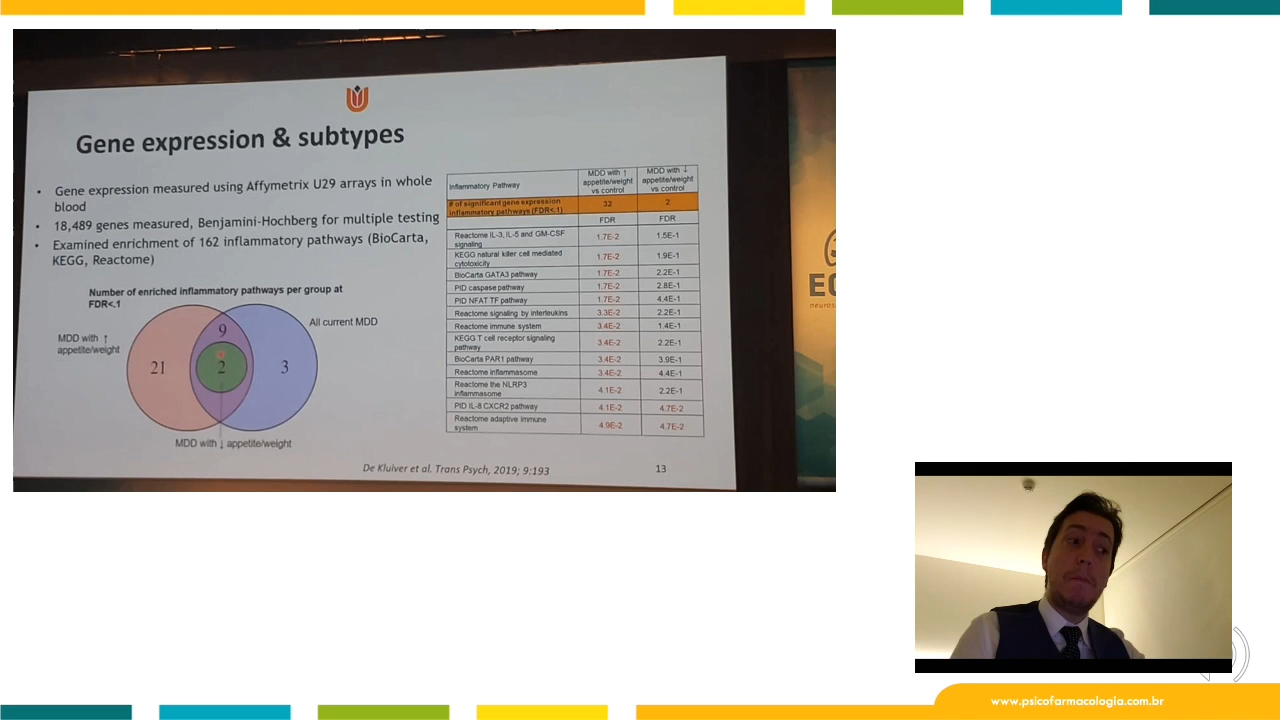 Gene expression & subtypes
• Gene expression measured using Affymetrix U29 arrays in whole
blood
• 18,489 genes measured, Benjamini-Hochberg for multiple testing
• Examined enrichment of 162 inflammatory pathways (BioCarta,
KEGG, Reactome)
Number of enriched inflammatory pathways per group at
FDR<.1
MDD with ↑
appetite/weight
All current MDD
9
21
2
3
MDD with ↓ appetite/weight
Inflammatory Pathway
MDD with ↑
appetite/weight
vs control
MDD with ↓
appetite/weight
vs control
# of significant gene expression
inflammatory pathways (FDR<.1)
32
2
FDR
FDR
Reactome IL-3, IL-5 and GM-CSF
signaling
1.7E-2
1.5E-1
KEGG natural killer cell mediated
cytotoxicity
1.7E-2
1.9E-1
BioCarta GATA3 pathway
1.7E-2
2.2E-1
PID caspase pathway
1.7E-2
2.8E-1
PID NFAT TF pathway
1.7E-2
4.4E-1
Reactome signaling by interleukins
3.3E-2
2.2E-1
Reactome immune system
3.4E-2
1.4E-1
KEGG T cell receptor signaling
pathway
3.4E-2
2.2E-1
BioCarta PAR1 pathway
3.4E-2
3.9E-1
Reactome inflammasome
3.4E-2
4.4E-1
Reactome the NLRP3
inflammasome
4.1E-2
2.2E-1
PID IL-8 CXCR2 pathway
4.1E-2
4.7E-2
Reactome adaptive immune
system
4.9E-2
4.7E-2
De Kluiver et al. Trans Psych, 2019; 9:193
13
www.psicofarmacologia.com.br